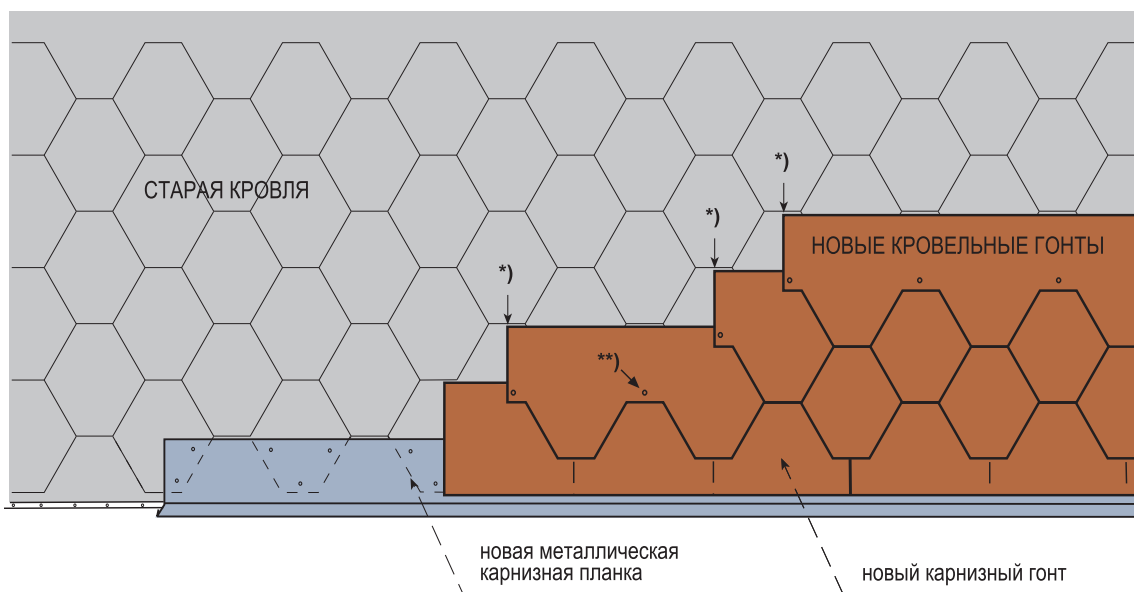 *)
СТАРАЯ КРОВЛЯ
*)
НОВЫЕ КРОВЕЛЬНЫЕ ГОНТЫ
*)
**)
новая металлическая
карнизная планка
новый карнизный гонт